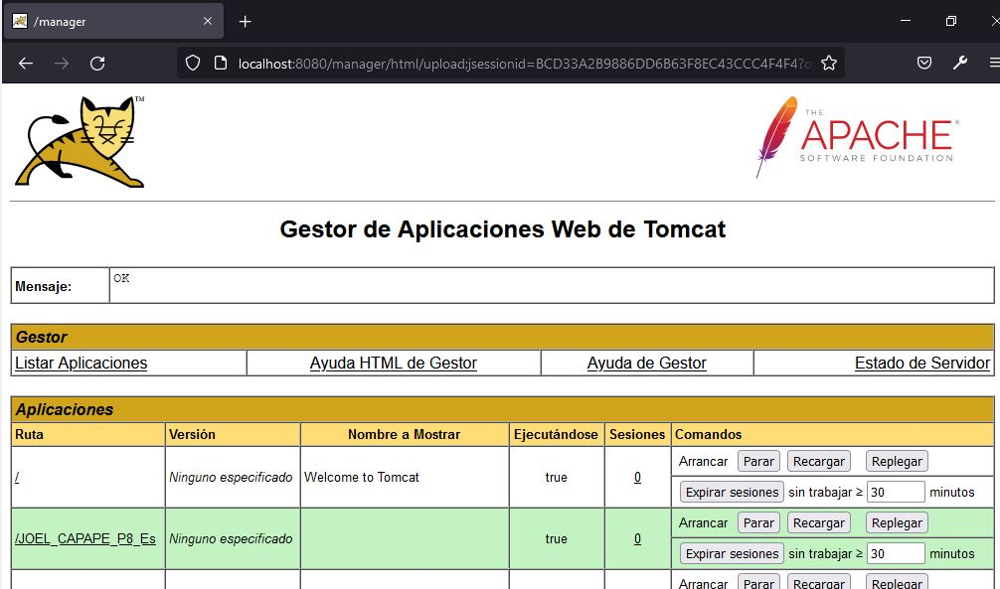 /manager
localhost:8080/manager/html/upload;jsessionid=BCD33A2B9886DD6B63F8EC43CCC4F4F4?o
TM
THE
APACHE®
SOFTWARE FOUNDATION
Gestor de Aplicaciones Web de Tomcat
Mensaje: OK
Gestor
Listar Aplicaciones Ayuda HTML de Gestor Ayuda de Gestor Estado de Servidor
Aplicaciones
Ruta Versión Nombre a Mostrar Ejecutándose Sesiones Comandos
/ Ninguno especificado Welcome to Tomcat true 0 Arrancar Parar Recargar Replegar
Expirar sesiones sin trabajar ≥ 30 minutos
/JOEL_CAPAPE_P8_Es Ninguno especificado true 0 Arrancar Parar Recargar Replegar
Expirar sesiones sin trabajar ≥ 30 minutos
Arrancar Parar Recargar Replegar